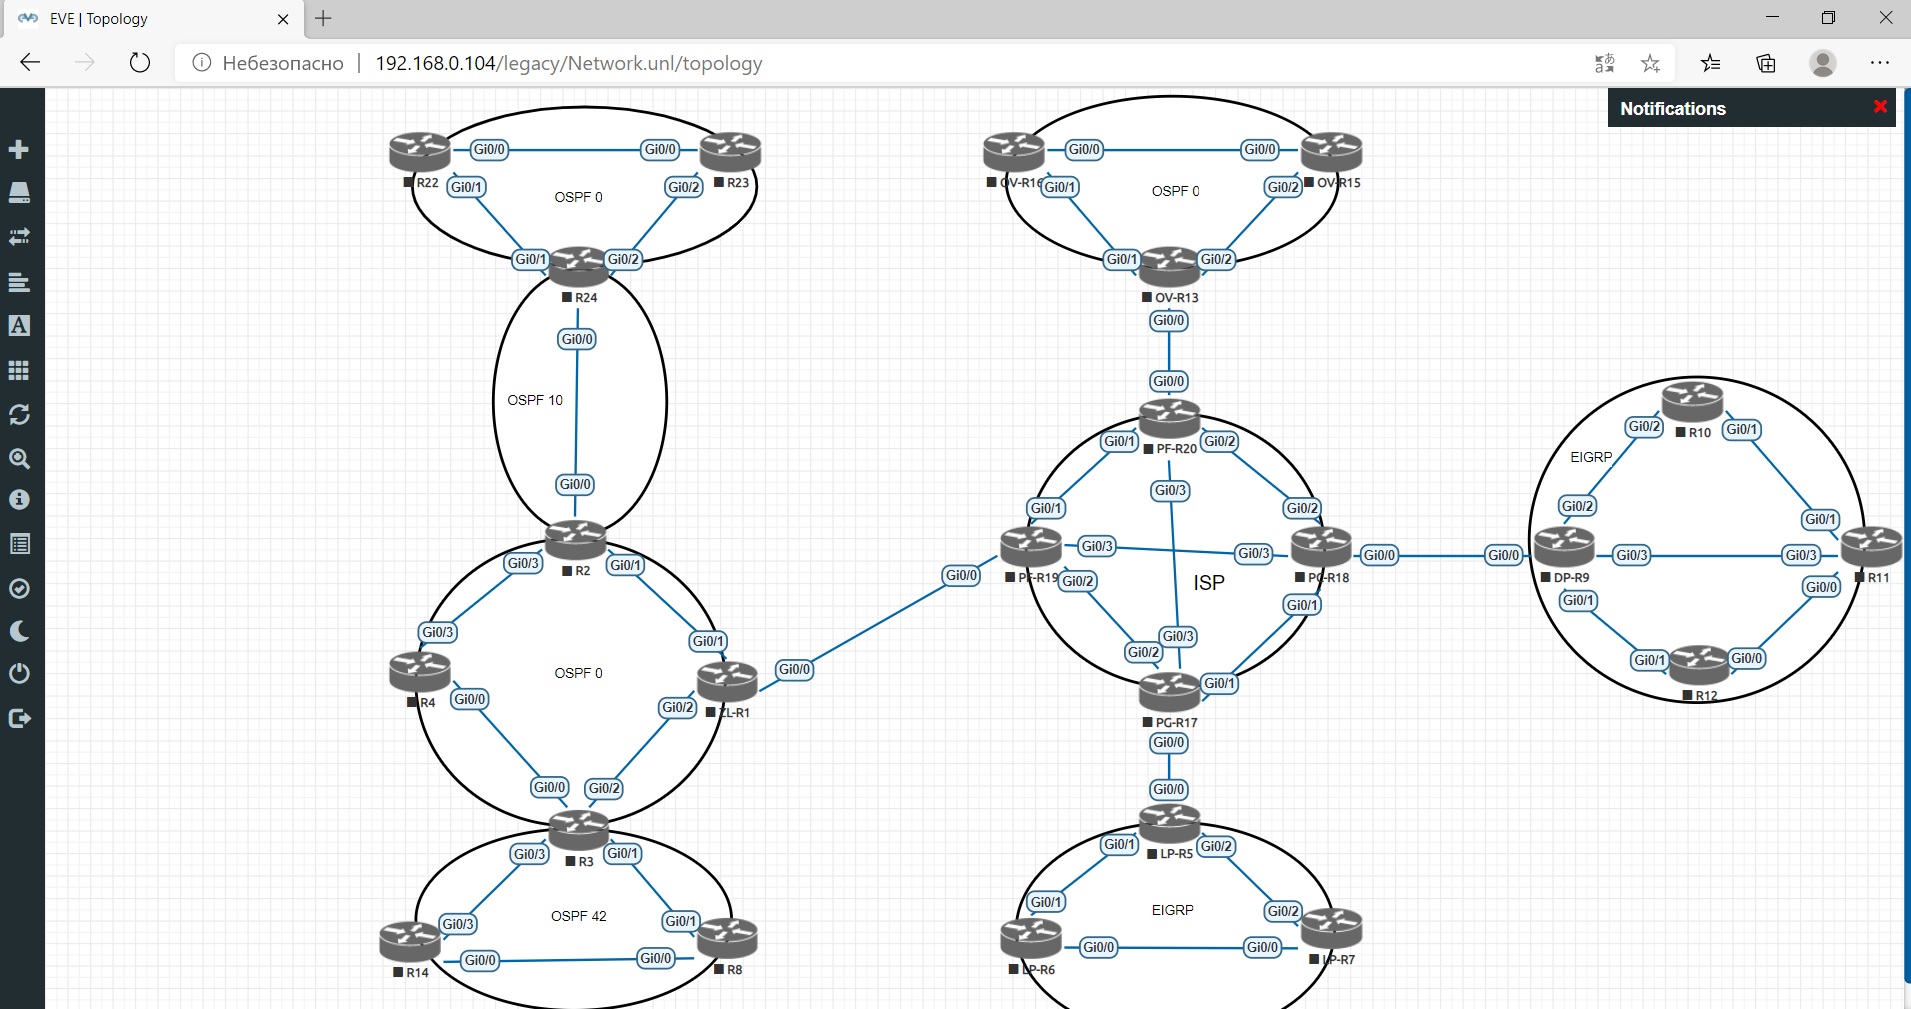 EVE | Topology
Небезопасно
192.168.0.104/legacy/Network.unl/topology
Notifications
R22
Gi0/0
Gi0/0
R23
Gi0/1
Gi0/2
OSPF 0
Gi0/1
Gi0/2
R24
Gi0/0
OSPF 10
Gi0/0
R2
Gi0/3
Gi0/1
Gi0/3
Gi0/1
OSPF 0
R4
Gi0/0
Gi0/2
ZL-R1
Gi0/0
Gi0/0
Gi0/2
R3
Gi0/3
Gi0/1
OSPF 42
Gi0/3
Gi0/1
R14
Gi0/0
Gi0/0
R8
OV-R16
Gi0/0
Gi0/0
OV-R15
Gi0/1
Gi0/2
OSPF 0
Gi0/1
Gi0/2
OV-R13
Gi0/0
Gi0/0
PF-R20
Gi0/1
Gi0/2
Gi0/3
Gi0/1
Gi0/2
Gi0/0
PF-R19
Gi0/3
Gi0/3
PG-R18
Gi0/0
Gi0/2
ISP
Gi0/1
Gi0/3
Gi0/2
Gi0/1
PG-R17
Gi0/0
Gi0/0
LP-R5
Gi0/1
Gi0/2
Gi0/1
Gi0/2
EIGRP
LP-R6
Gi0/0
Gi0/0
LP-R7
R10
Gi0/2
Gi0/1
EIGRP
Gi0/2
Gi0/1
Gi0/0
DP-R9
Gi0/3
Gi0/3
R11
Gi0/1
Gi0/0
Gi0/1
Gi0/0
R12